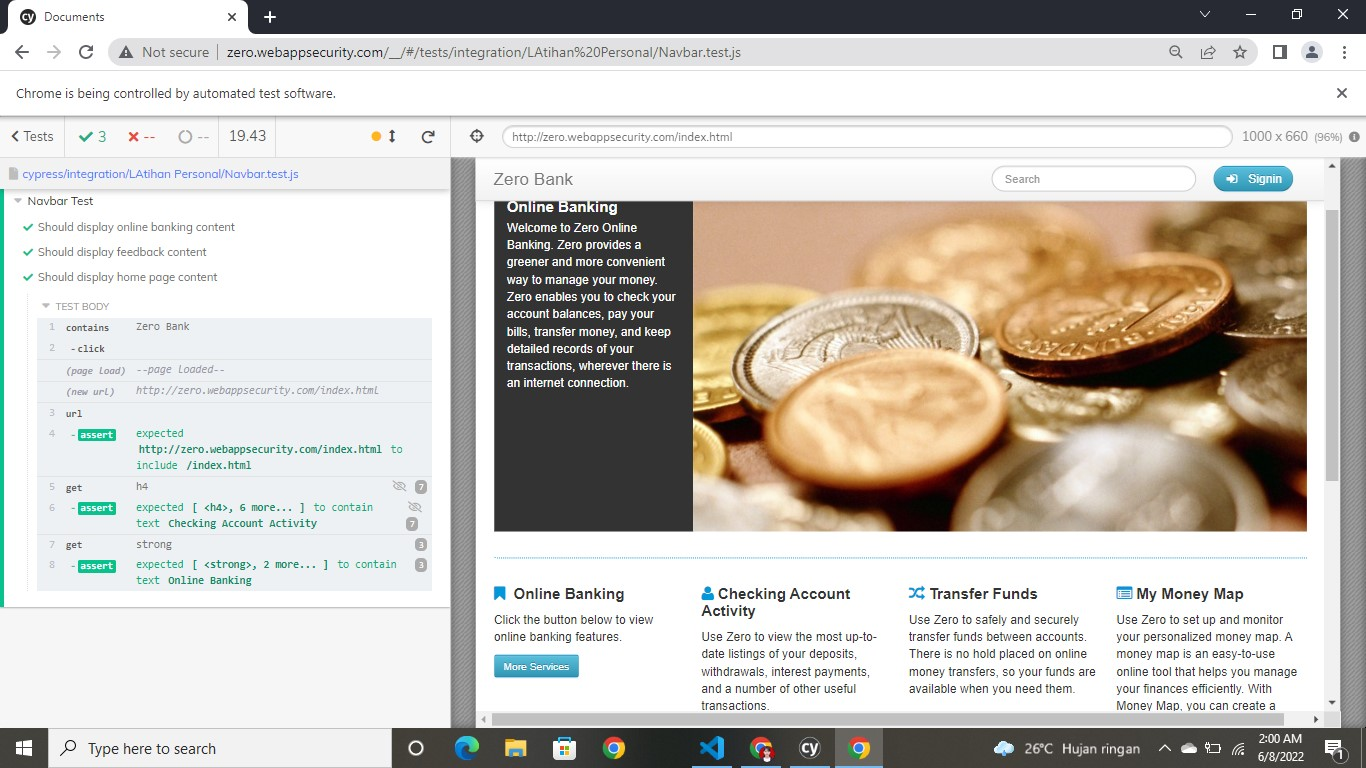 cy Documents
Not secure zero.webappsecurity.com/__/#/tests/integration/LAtihan%20Personal/Navbar.test.js
Chrome is being controlled by automated test software.
Tests 3 -- -- 19.43
http://zero.webappsecurity.com/index.html 1000 x 660 (96%)
cypress/integration/LAtihan Personal/Navbar.test.js
Navbar Test
Should display online banking content
Should display feedback content
Should display home page content
TEST BODY
1 contains Zero Bank
2 -click
(page load) --page loaded--
(new url) http://zero.webappsecurity.com/index.html
3 url
4 -assert expected
http://zero.webappsecurity.com/index.html to
include /index.html
5 get h4 7
6 -assert expected [ <h4>, 6 more... ] to contain
text Checking Account Activity 7
7 get strong 3
8 -assert expected [ <strong>, 2 more... ] to contain 3
text Online Banking
Zero Bank Search Signin
Online Banking
Welcome to Zero Online
Banking. Zero provides a
greener and more convenient
way to manage your money.
Zero enables you to check your
account balances, pay your
bills, transfer money, and keep
detailed records of your
transactions, wherever there is
an internet connection.
Online Banking
Click the button below to view
online banking features.
More Services
Checking Account
Activity
Use Zero to view the most up-to-
date listings of your deposits,
withdrawals, interest payments,
and a number of other useful
transactions.
Transfer Funds
Use Zero to safely and securely
transfer funds between accounts.
There is no hold placed on online
money transfers, so your funds are
available when you need them.
My Money Map
Use Zero to set up and monitor
your personalized money map. A
money map is an easy-to-use
online tool that helps you manage
your finances efficiently. With
Money Map, you can create a
Type here to search
cy
26°C Hujan ringan
2:00 AM
6/8/2022
1